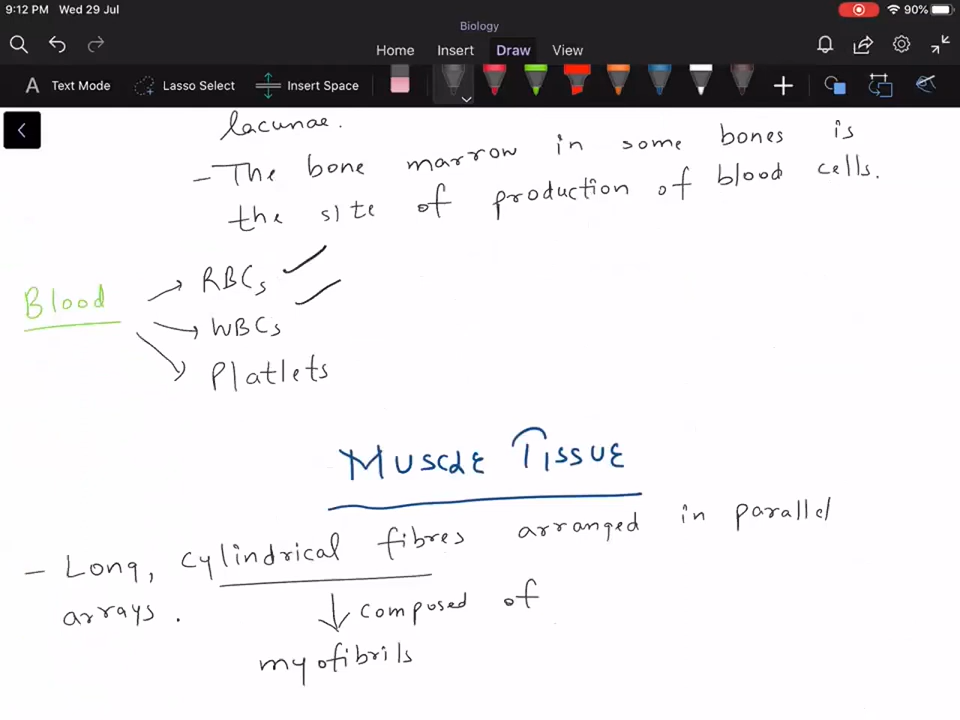 9:12 PM Wed 29 Jul
90%
Biology
Home Insert Draw View
Text Mode Lasso Select Insert Space
lacunae.
- The bone marrow in some bones is
the site of production of blood cells.
Blood
RBCs
WBCs
Platlets
Muscle Tissue
- Long, cylindrical fibres arranged in parallel
arrays.
composed of
myofibrils